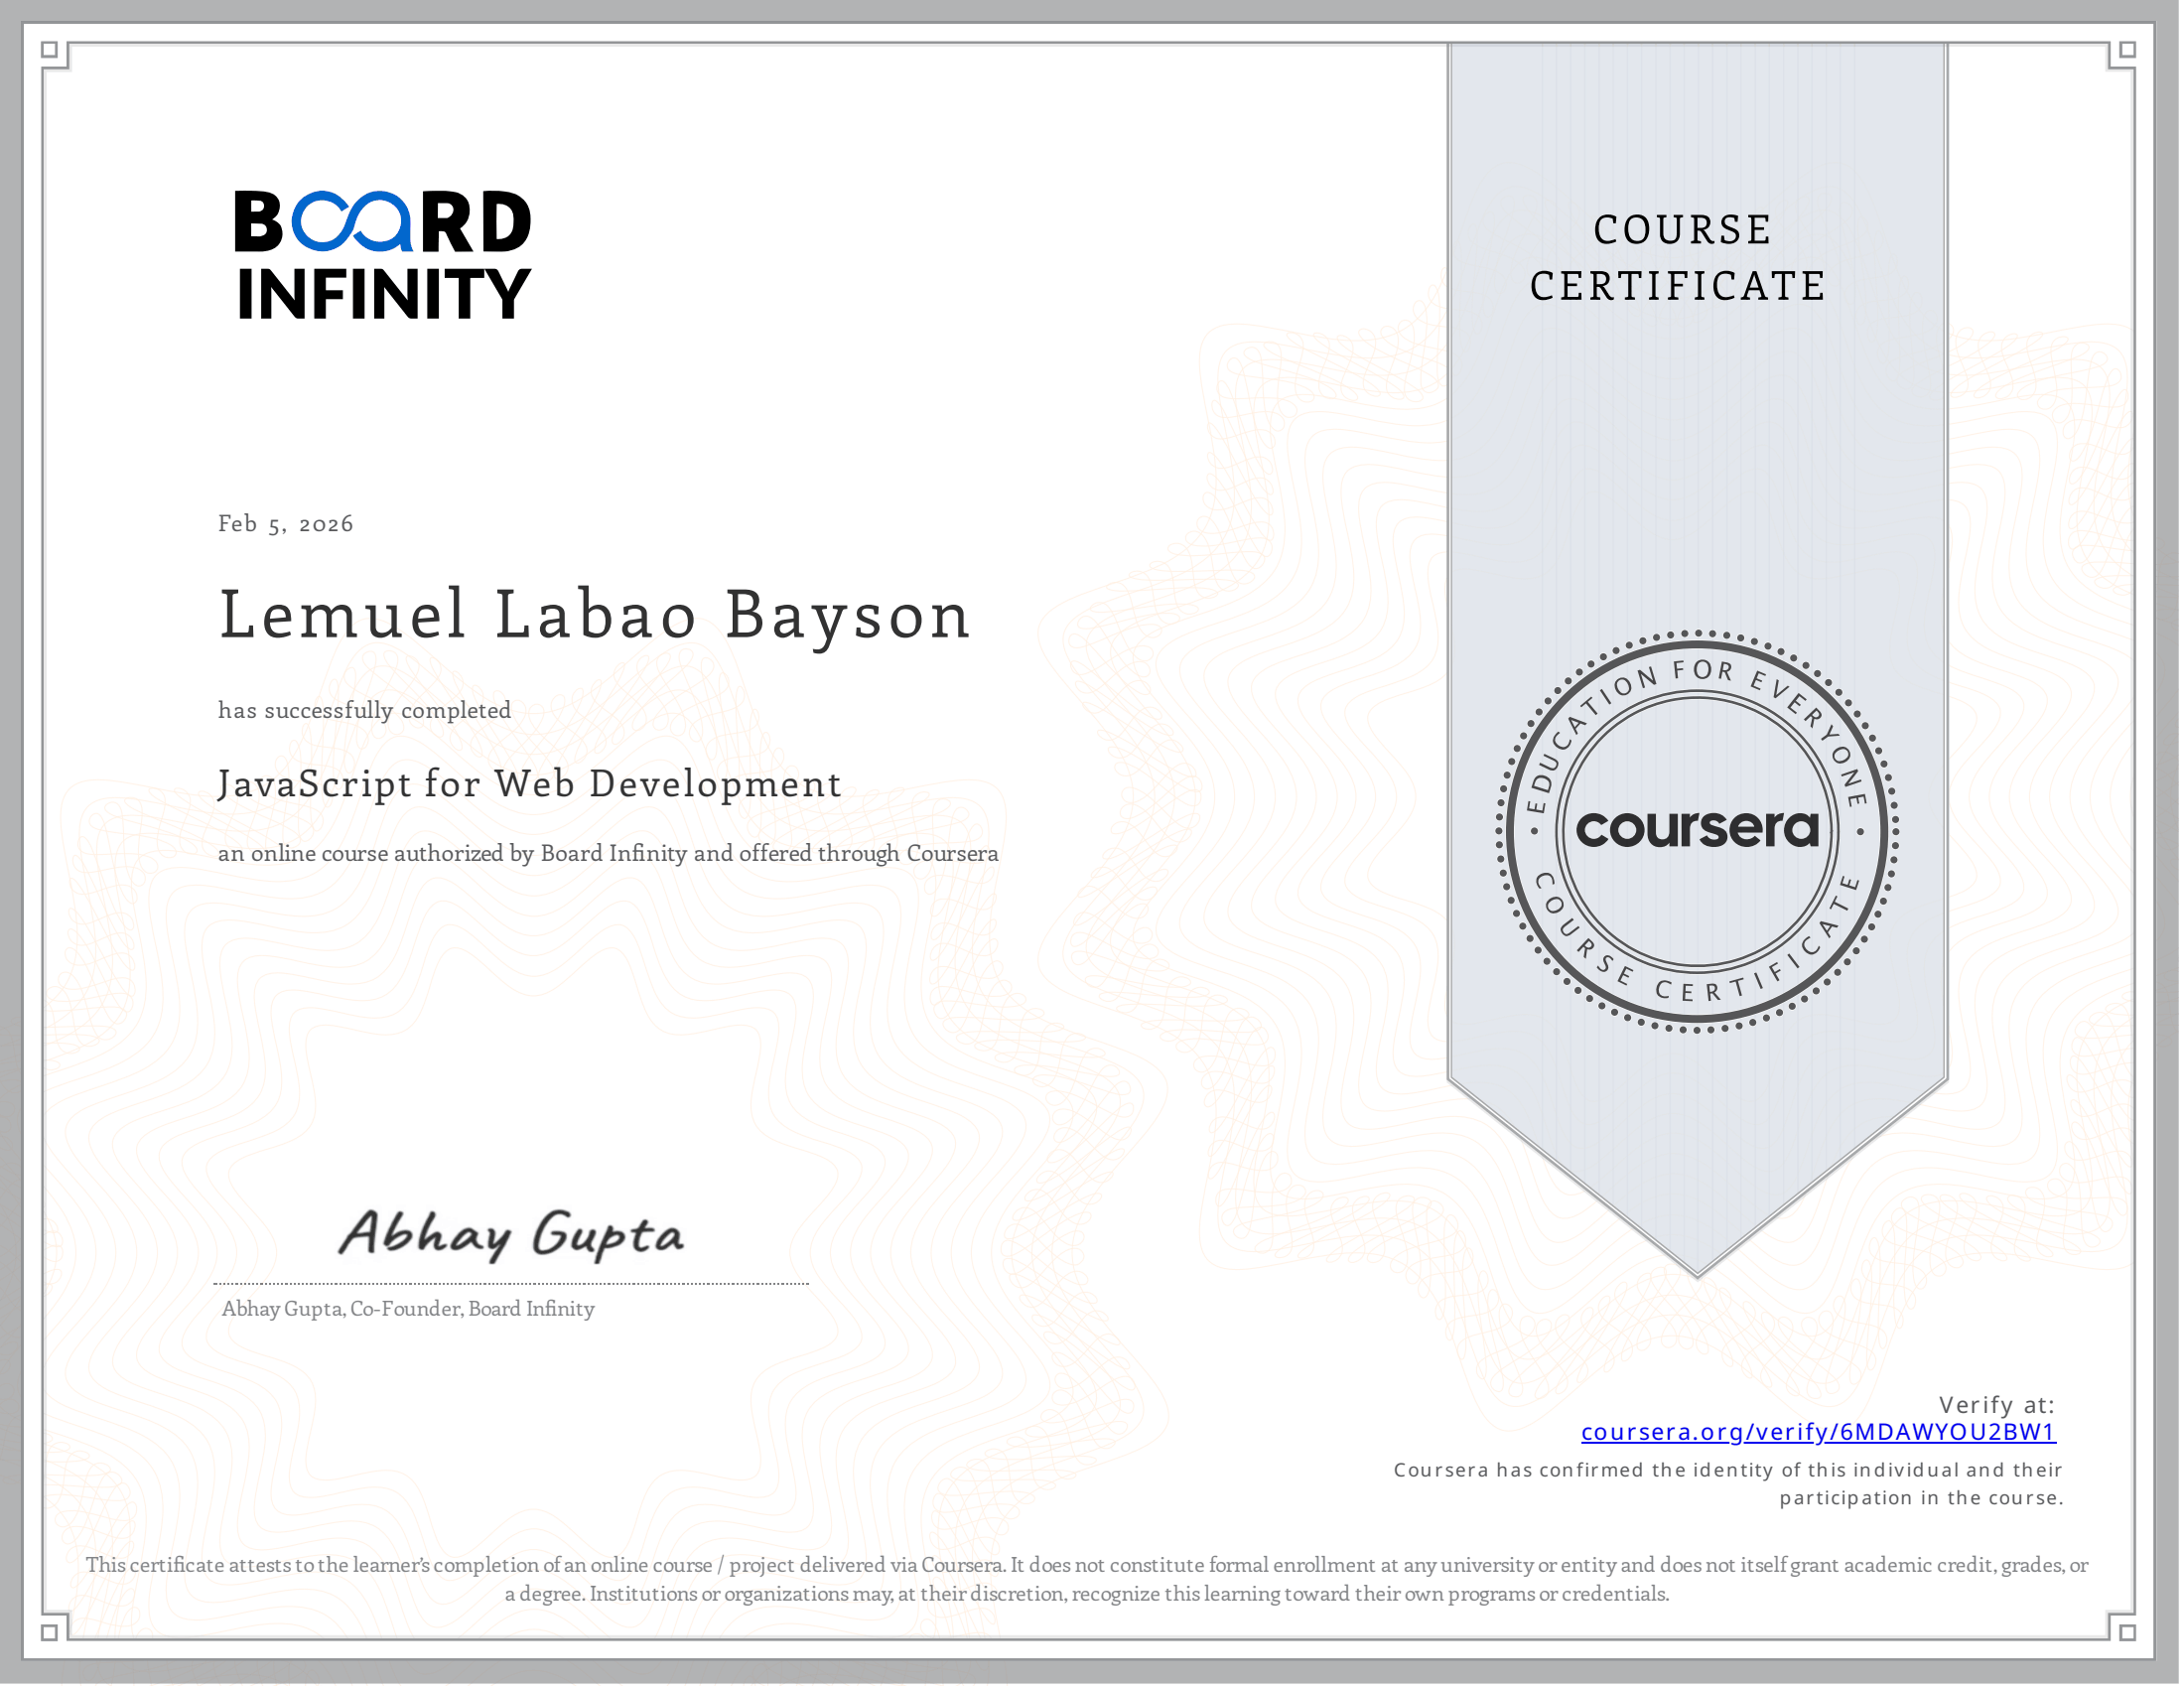 BOARD
INFINITY
COURSE
CERTIFICATE
Feb 5, 2026
Lemuel Labao Bayson
has successfully completed
JavaScript for Web Development
an online course authorized by Board Infinity and offered through Coursera
EDUCATION FOR EVERYONE
coursera
COURSE CERTIFICATE
Abhay Gupta
Abhay Gupta, Co-Founder, Board Infinity
Verify at:
coursera.org/verify/6MDAWYOU2BW1
Coursera has confirmed the identity of this individual and their
participation in the course.
This certificate attests to the learner's completion of an online course / project delivered via Coursera. It does not constitute formal enrollment at any university or entity and does not itself grant academic credit, grades, or
a degree. Institutions or organizations may, at their discretion, recognize this learning toward their own programs or credentials.